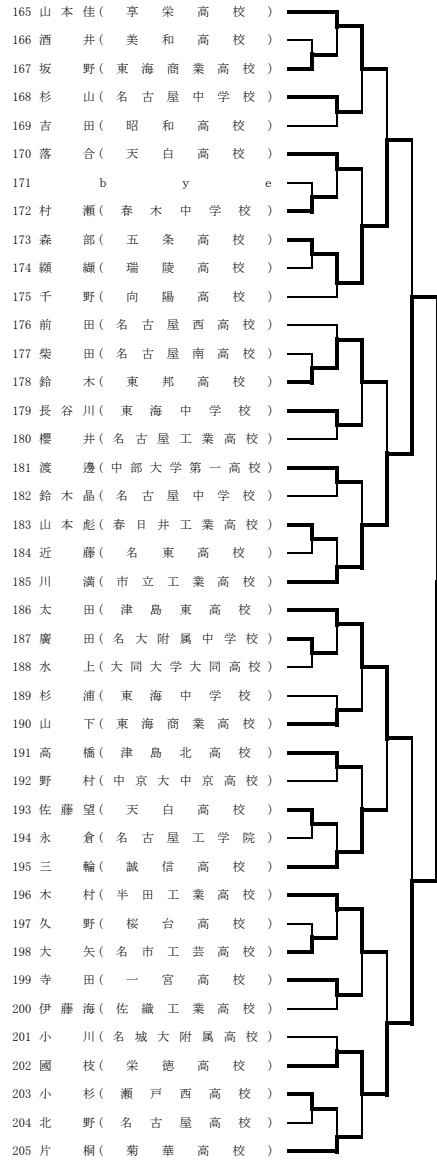 165 山本佳(享栄高校)
166 酒井(美和高校)
167 坂野(東海商業高校)
168 杉山(名古屋中学校)
169 吉田(昭和高校)
170 落合(天白高校)
171 bye
172 村瀬(春木中学校)
173 森部(五条高校)
174 纐纈(瑞陵高校)
175 千野(向陽高校)
176 前田(名古屋西高校)
177 柴田(名古屋南高校)
178 鈴木(東邦高校)
179 長谷川(東海中学校)
180 櫻井(名古屋工業高校)
181 渡邊(中部大学第一高校)
182 鈴木晶(名古屋中学校)
183 山本彪(春日井工業高校)
184 近藤(名東高校)
185 川満(市立工業高校)
186 太田(津島東高校)
187 廣田(名大附属中学校)
188 水上(大同大学大同高校)
189 杉浦(東海中学校)
190 山下(東海商業高校)
191 高橋(津島北高校)
192 野村(中京大中京高校)
193 佐藤望(天白高校)
194 永倉(名古屋工学院)
195 三輪(誠信高校)
196 木村(半田工業高校)
197 久野(桜台高校)
198 大矢(名市工芸高校)
199 寺田(一宮高校)
200 伊藤海(佐織工業高校)
201 小川(名城大附属高校)
202 國枝(栄徳高校)
203 小杉(瀬戸西高校)
204 北野(名古屋高校)
205 片桐(菊華高校)